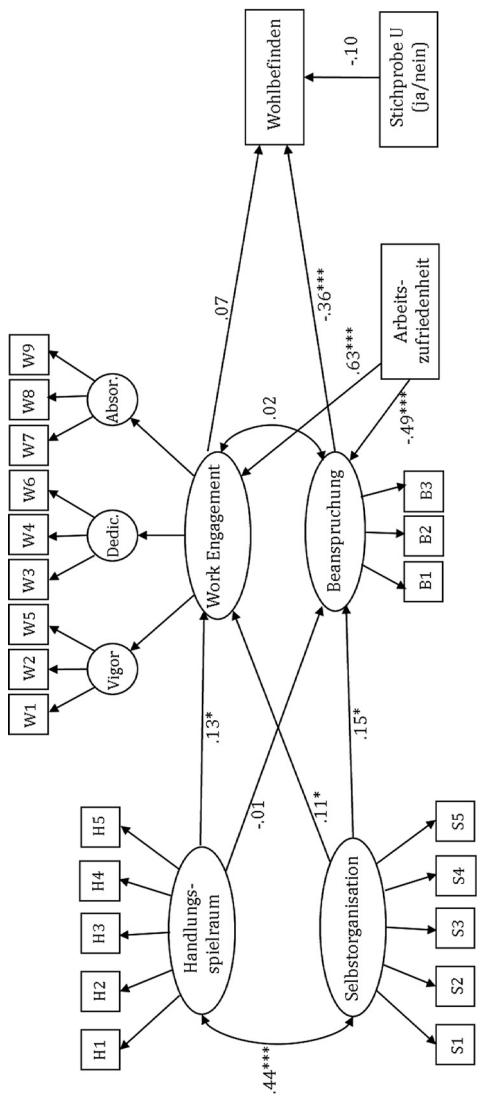 W1
W2
W5
W3
W4
W6
W7
W8
W9
Vigor
Dedic.
Absor.
H1
H2
H3
H4
H5
Handlungs-
spielraum
Work Engagement
Wohlbefinden
.13*
.07
-.01
.02
-.36***
-.10
.44***
.11*
.63***
Selbstorganisation
.15*
Beanspruchung
-.49***
Arbeits-
zufriedenheit
Stichprobe U
(ja/nein)
S1
S2
S3
S4
S5
B1
B2
B3